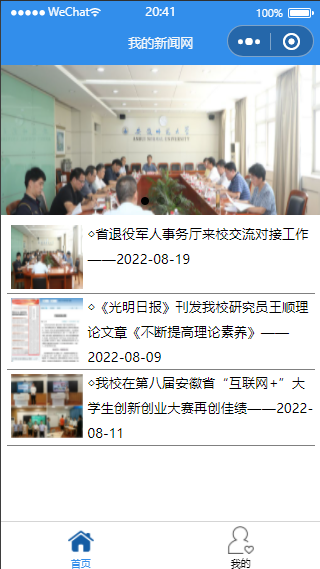 WeChat 20:41 100%
我的新闻网
◇省退役军人事务厅来校交流对接工作
——2022-08-19
◇《光明日报》刊发我校研究员王顺理
论文章《不断提高理论素养》——
2022-08-09
◇我校在第八届安徽省“互联网+”大
学生创新创业大赛再创佳绩——2022-
08-11
首页 我的